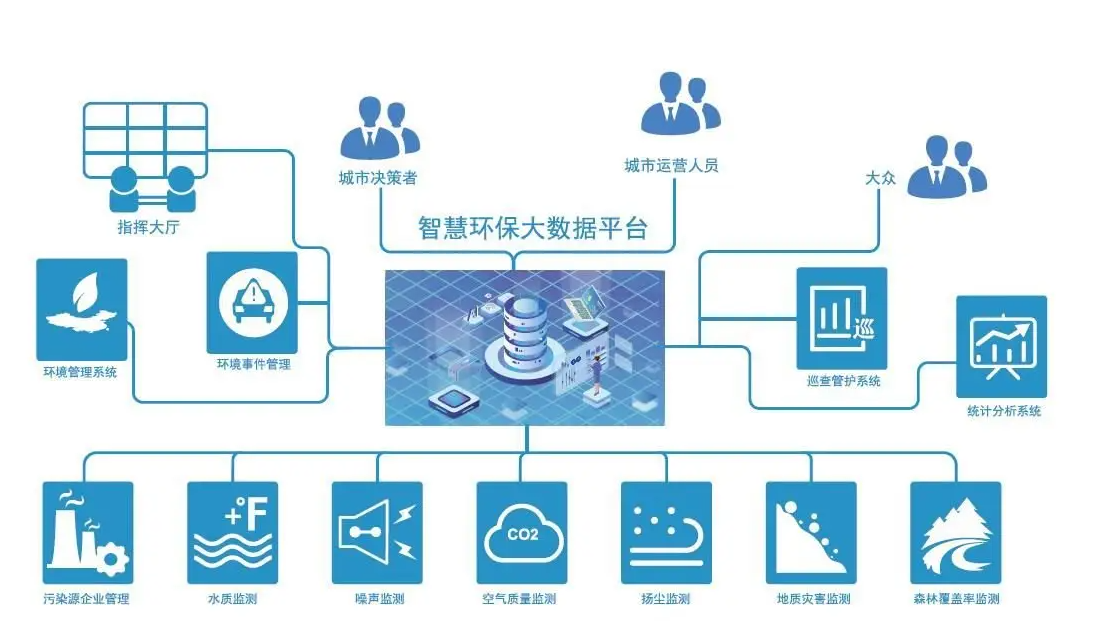 城市运营人员
城市决策者
大众
指挥大厅
智慧环保大数据平台
环境管理系统
环境事件管理
巡
巡查管护系统
统计分析系统
+°F
CO2
污染源企业管理
水质监测
噪声监测
空气质量监测
扬尘监测
地质灾害监测
森林覆盖率监测